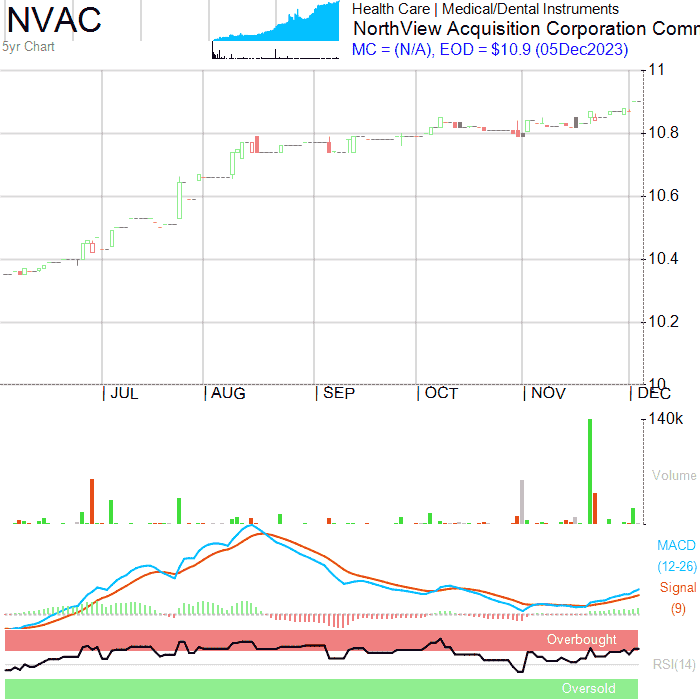 NVAC
5yr Chart
Health Care | Medical/Dental Instruments
NorthView Acquisition Corporation Comm
MC = (N/A), EOD = $10.9 (05Dec2023)
11
10.8
10.6
10.4
10.2
10
| JUL | AUG | SEP | OCT | NOV | DEC
140k
Volume
MACD
(12-26)
Signal
(9)
Overbought
RSI(14)
Oversold